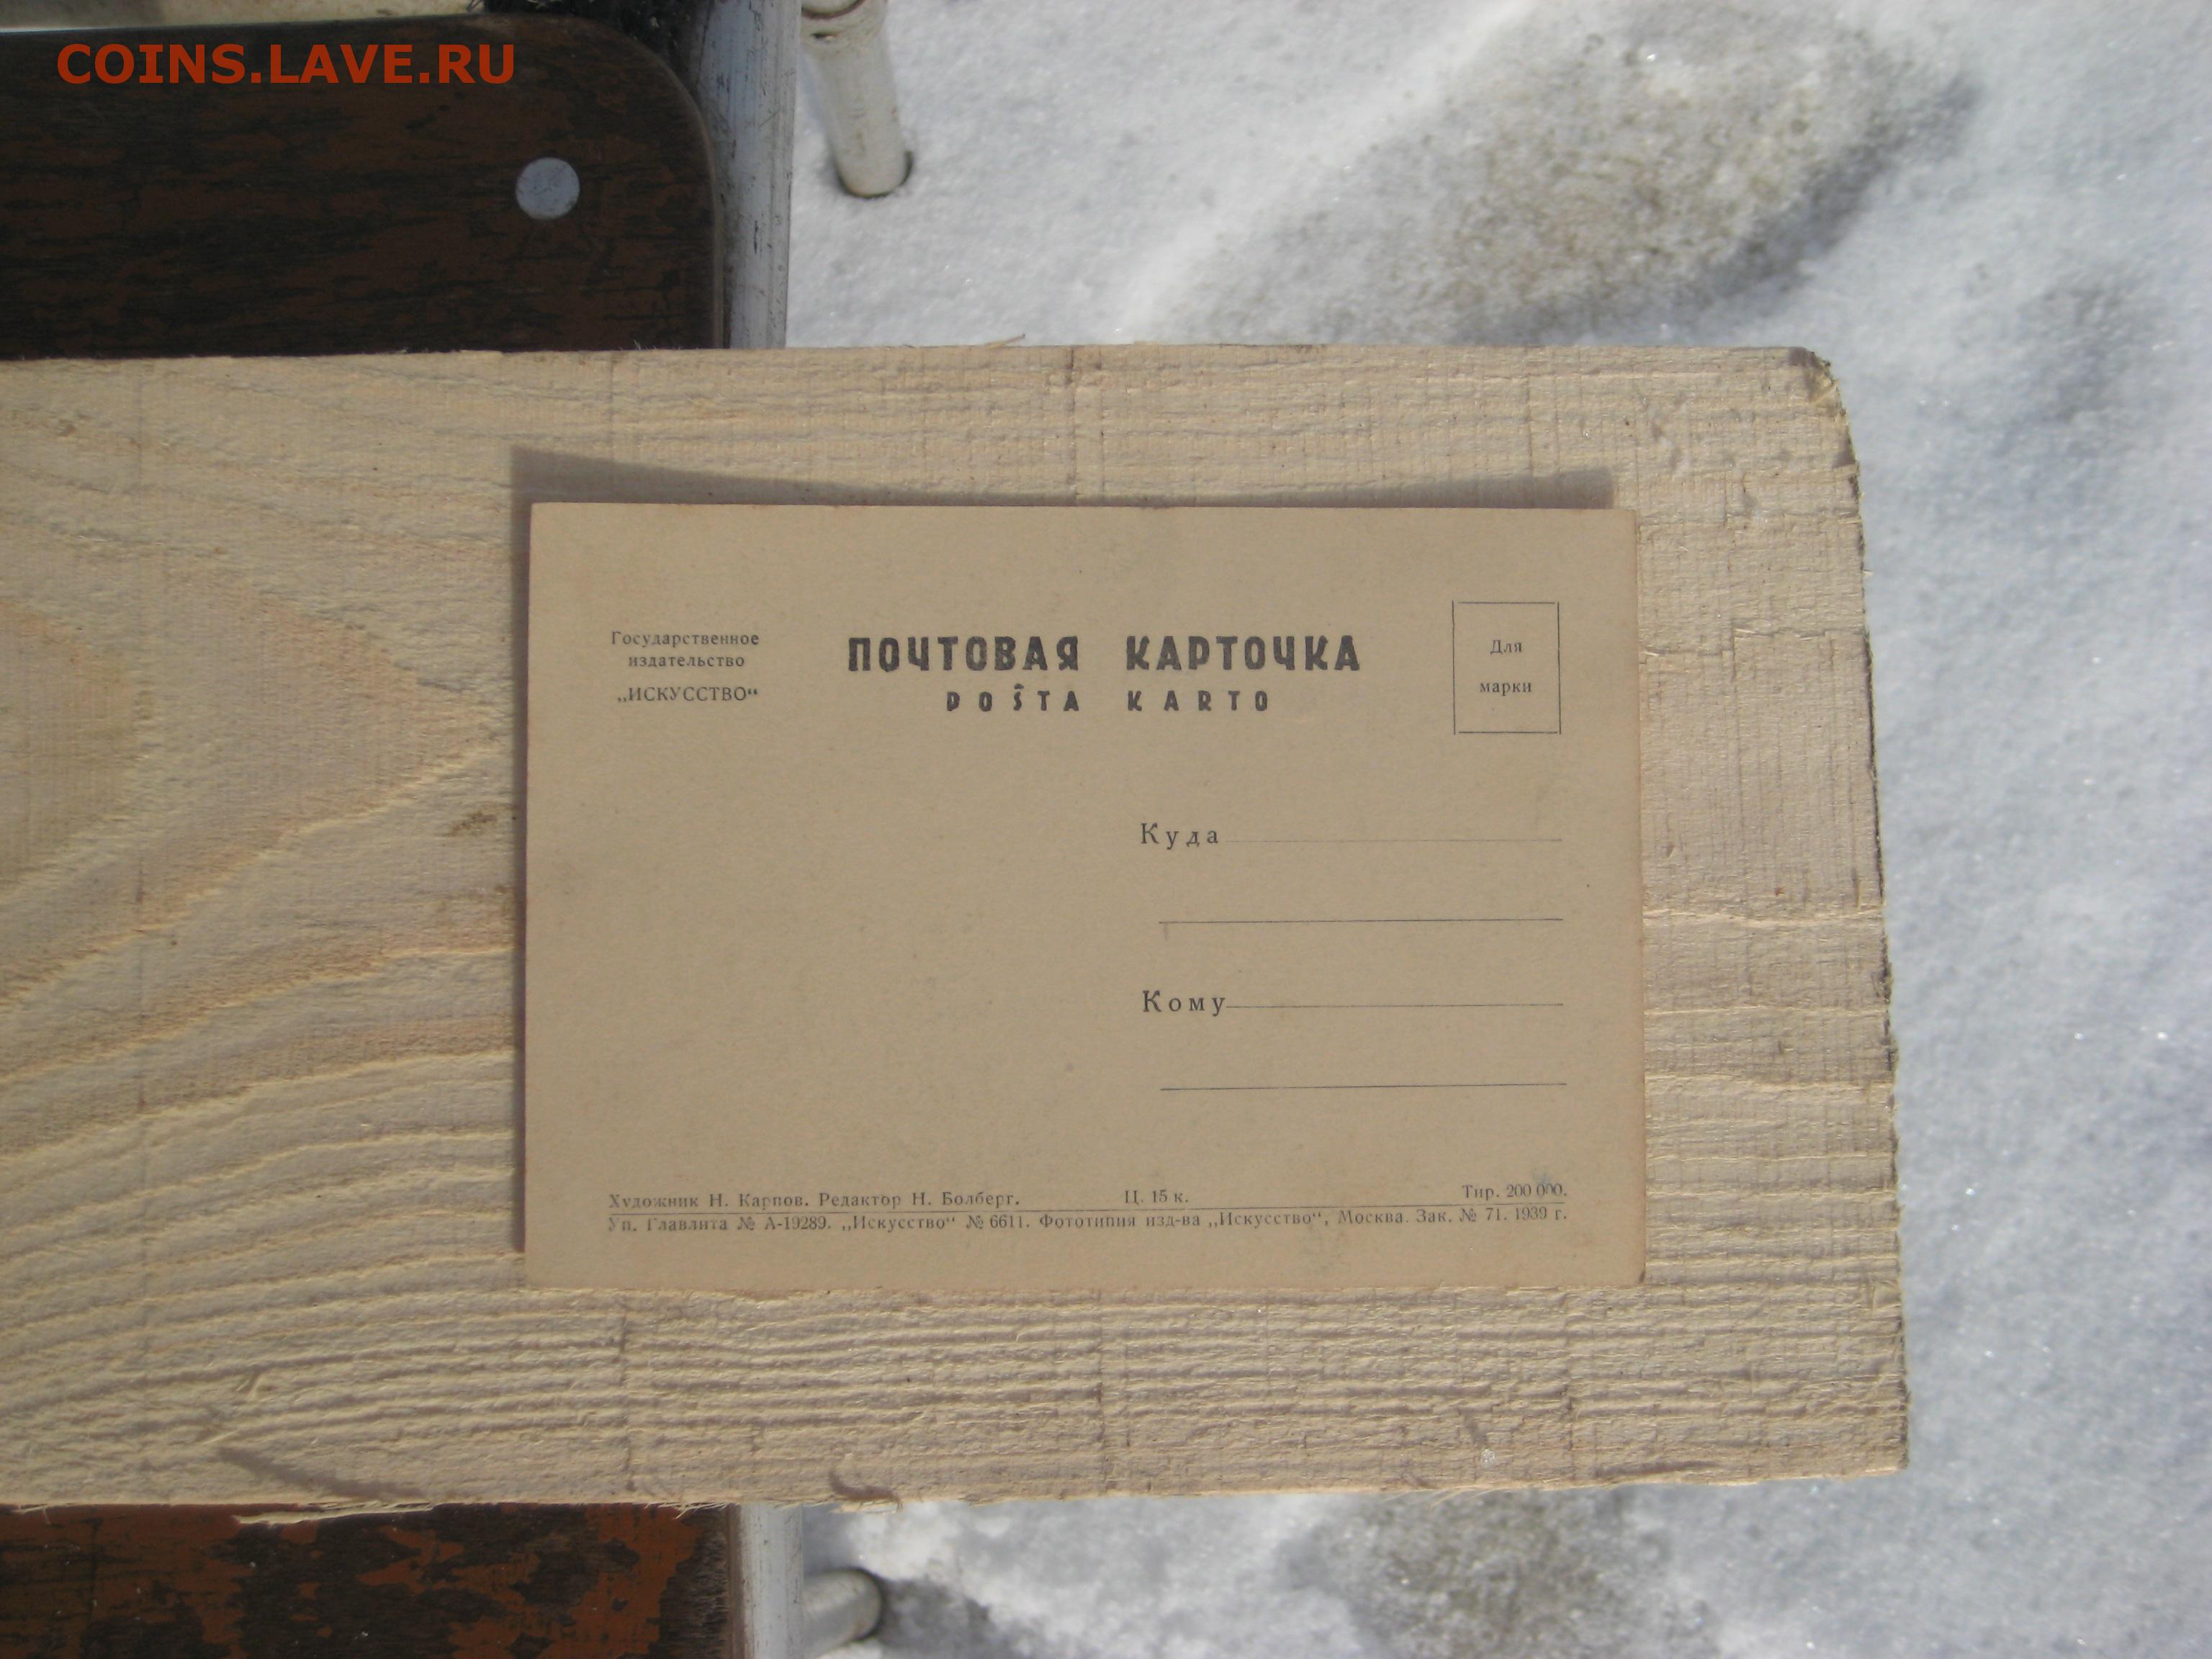 COINS.LAVE.RU
Государственное
издательство
„ИСКУССТВО“
ПОЧТОВАЯ КАРТОЧКА
POŜTA KARTO
Для
марки
Куда
Кому
Художник Н. Карпов. Редактор Н. Болберг. Ц. 15 к. Тир. 200 000.
Уп. Главлита № А-19289. „Искусство“ № 6611. Фототипия изд-ва „Искусство“, Москва. Зак. № 71. 1939 г.